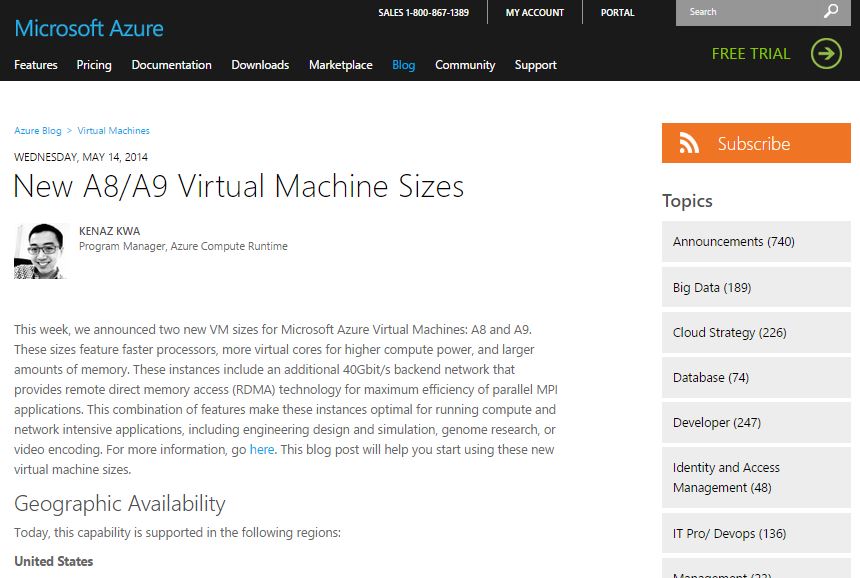 SALES 1-800-867-1389
MY ACCOUNT
PORTAL
Search
Microsoft Azure
FREE TRIAL
Features
Pricing
Documentation
Downloads
Marketplace
Blog
Community
Support
Azure Blog > Virtual Machines
WEDNESDAY, MAY 14, 2014
New A8/A9 Virtual Machine Sizes
KENAZ KWA
Program Manager, Azure Compute Runtime
This week, we announced two new VM sizes for Microsoft Azure Virtual Machines: A8 and A9.
These sizes feature faster processors, more virtual cores for higher compute power, and larger
amounts of memory. These instances include an additional 40Gbit/s backend network that
provides remote direct memory access (RDMA) technology for maximum efficiency of parallel MPI
applications. This combination of features make these instances optimal for running compute and
network intensive applications, including engineering design and simulation, genome research, or
video encoding. For more information, go here. This blog post will help you start using these new
virtual machine sizes.
Geographic Availability
Today, this capability is supported in the following regions:
United States
Subscribe
Topics
Announcements (740)
Big Data (189)
Cloud Strategy (226)
Database (74)
Developer (247)
Identity and Access
Management (48)
IT Pro/ Devops (136)
Management (22)